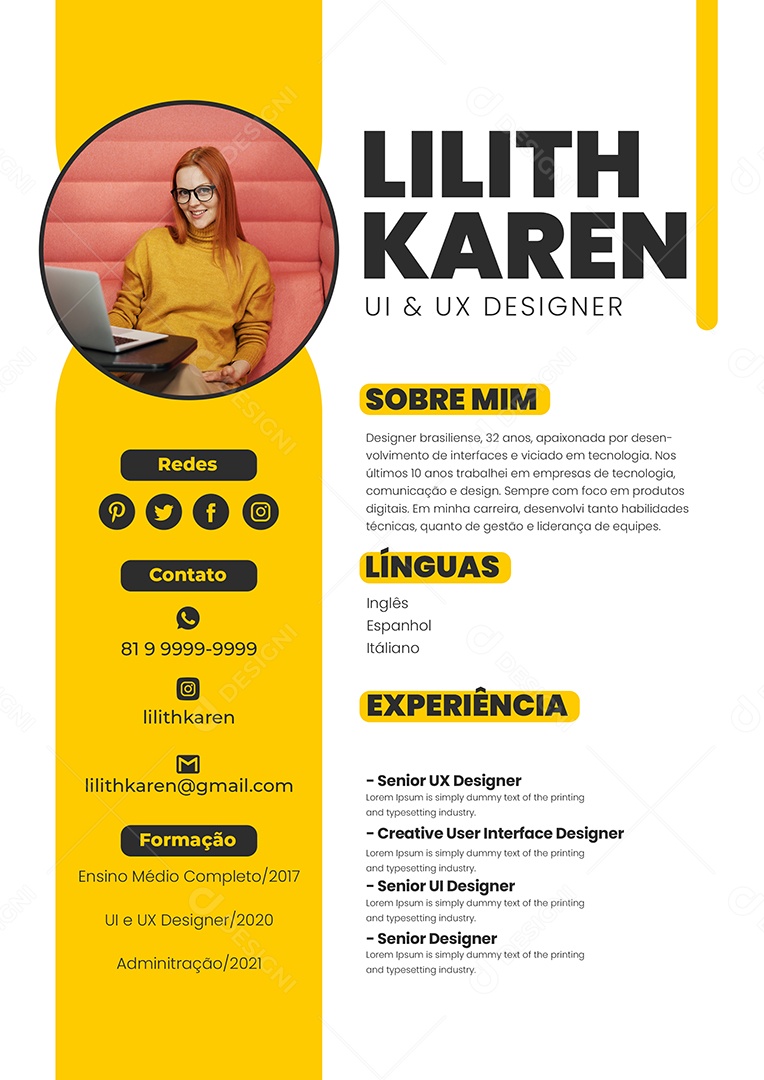 LILITH
KAREN
UI & UX DESIGNER
Redes
Contato
81 9 9999-9999
lilithkaren
lilithkaren@gmail.com
Formação
Ensino Médio Completo/2017
UI e UX Designer/2020
Adminitração/2021
SOBRE MIM
Designer brasiliense, 32 anos, apaixonada por desen-
volvimento de interfaces e viciado em tecnologia. Nos
últimos 10 anos trabalhei em empresas de tecnologia,
comunicação e design. Sempre com foco em produtos
digitais. Em minha carreira, desenvolvi tanto habilidades
técnicas, quanto de gestão e liderança de equipes.
LÍNGUAS
Inglês
Espanhol
Itáliano
EXPERIÊNCIA
- Senior UX Designer
Lorem Ipsum is simply dummy text of the printing
and typesetting industry.
- Creative User Interface Designer
Lorem Ipsum is simply dummy text of the printing
and typesetting industry.
- Senior UI Designer
Lorem Ipsum is simply dummy text of the printing
and typesetting industry.
- Senior Designer
Lorem Ipsum is simply dummy text of the printing
and typesetting industry.
DESIGNI